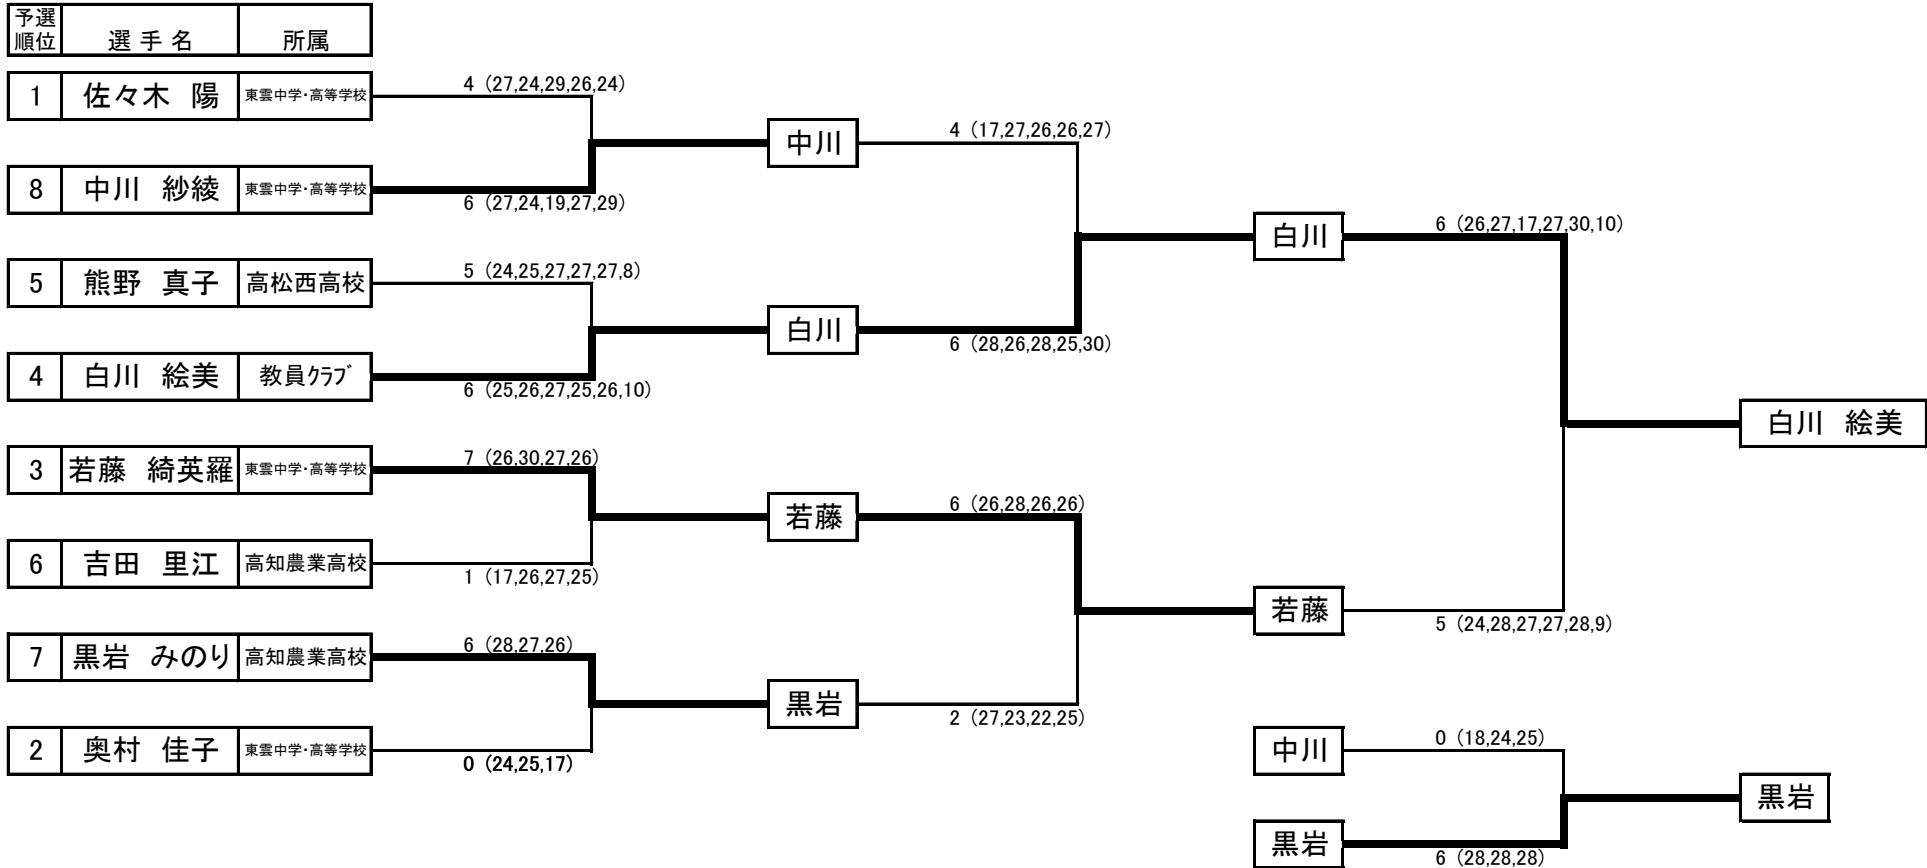 予選順位 選 手 名 所属
1 佐々木 陽 東雲中学・高等学校 4 (27,24,29,26,24)
中川 4 (17,27,26,26,27)
8 中川 紗綾 東雲中学・高等学校 6 (27,24,19,27,29)
白川 6 (26,27,17,27,30,10)
5 熊野 真子 高松西高校 5 (24,25,27,27,27,8)
白川 6 (28,26,28,25,30)
4 白川 絵美 教員クラブ 6 (25,26,27,25,26,10)
白川 絵美
3 若藤 綺英羅 東雲中学・高等学校 7 (26,30,27,26)
若藤 6 (26,28,26,26)
6 吉田 里江 高知農業高校 1 (17,26,27,25)
若藤 5 (24,28,27,27,28,9)
7 黒岩 みのり 高知農業高校 6 (28,27,26)
黒岩 2 (27,23,22,25)
2 奥村 佳子 東雲中学・高等学校 0 (24,25,17)
中川 0 (18,24,25)
黒岩
黒岩 6 (28,28,28)